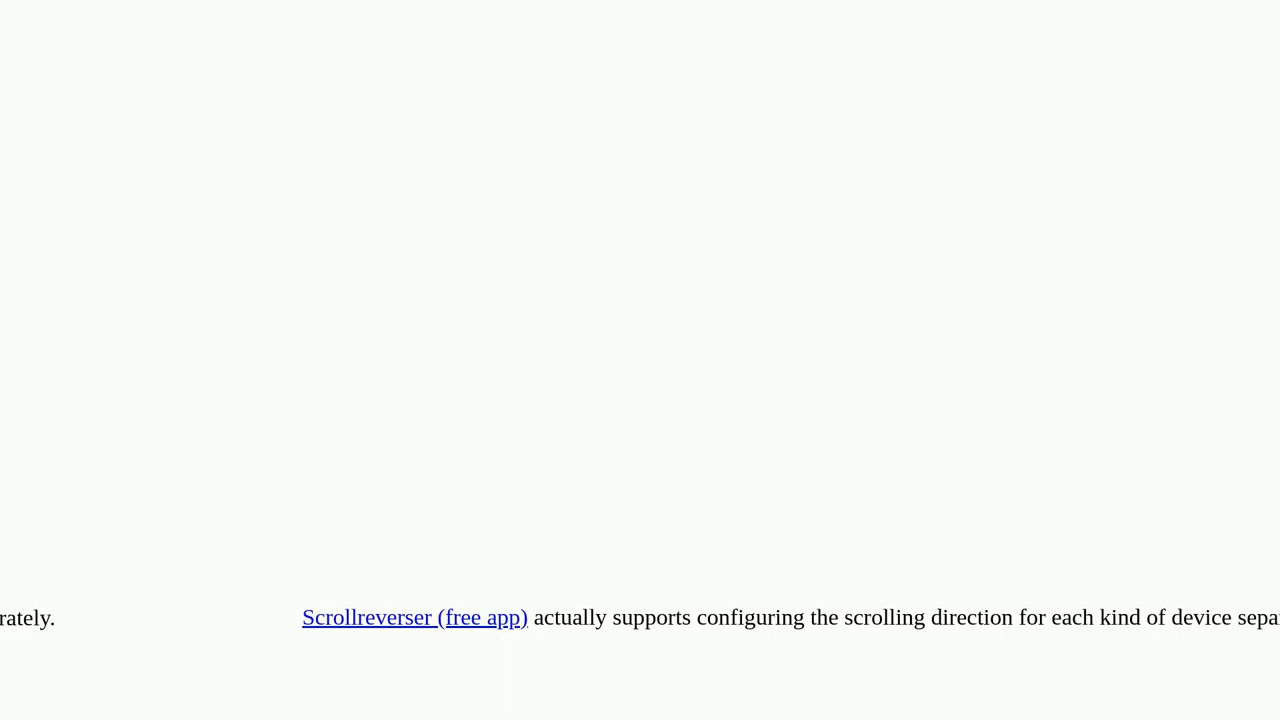 rately. Scrollreverser (free app) actually supports configuring the scrolling direction for each kind of device sepa